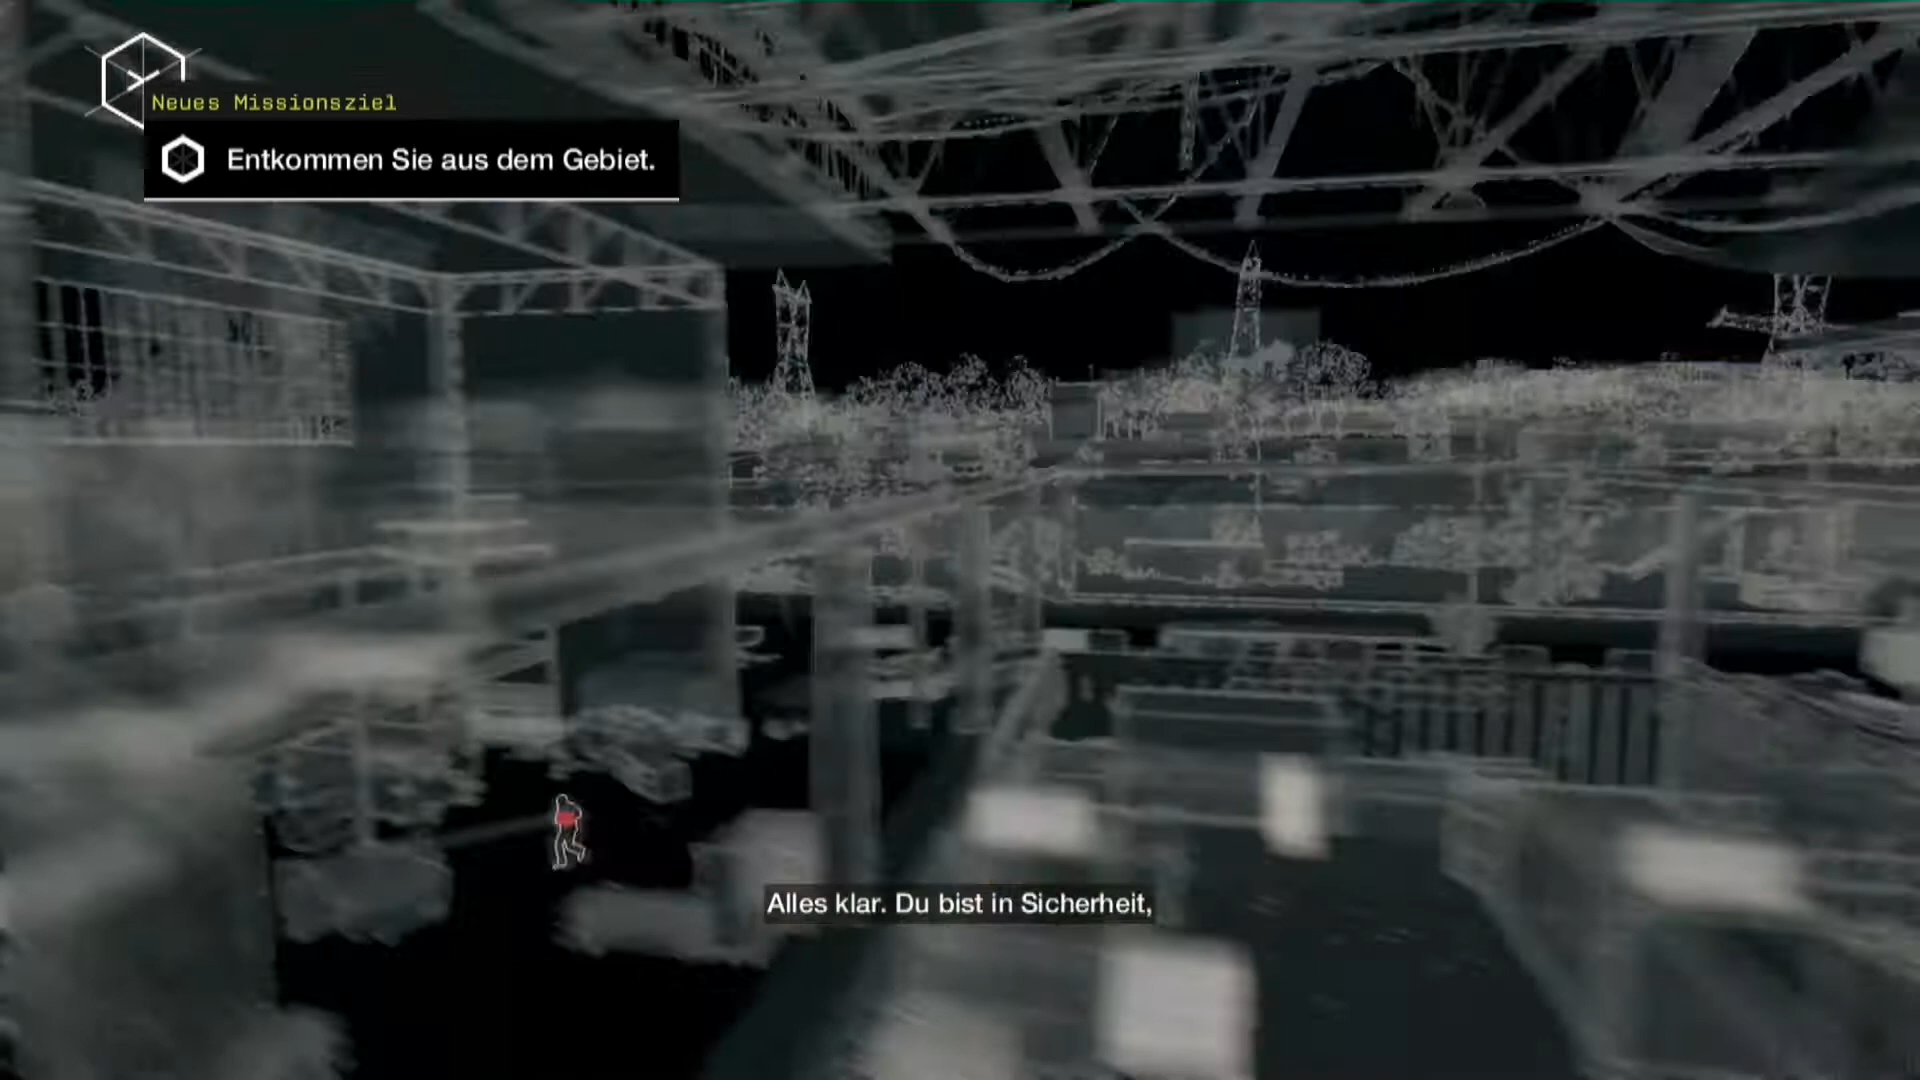 Neues Missionsziel
Entkommen Sie aus dem Gebiet.
Alles klar. Du bist in Sicherheit,